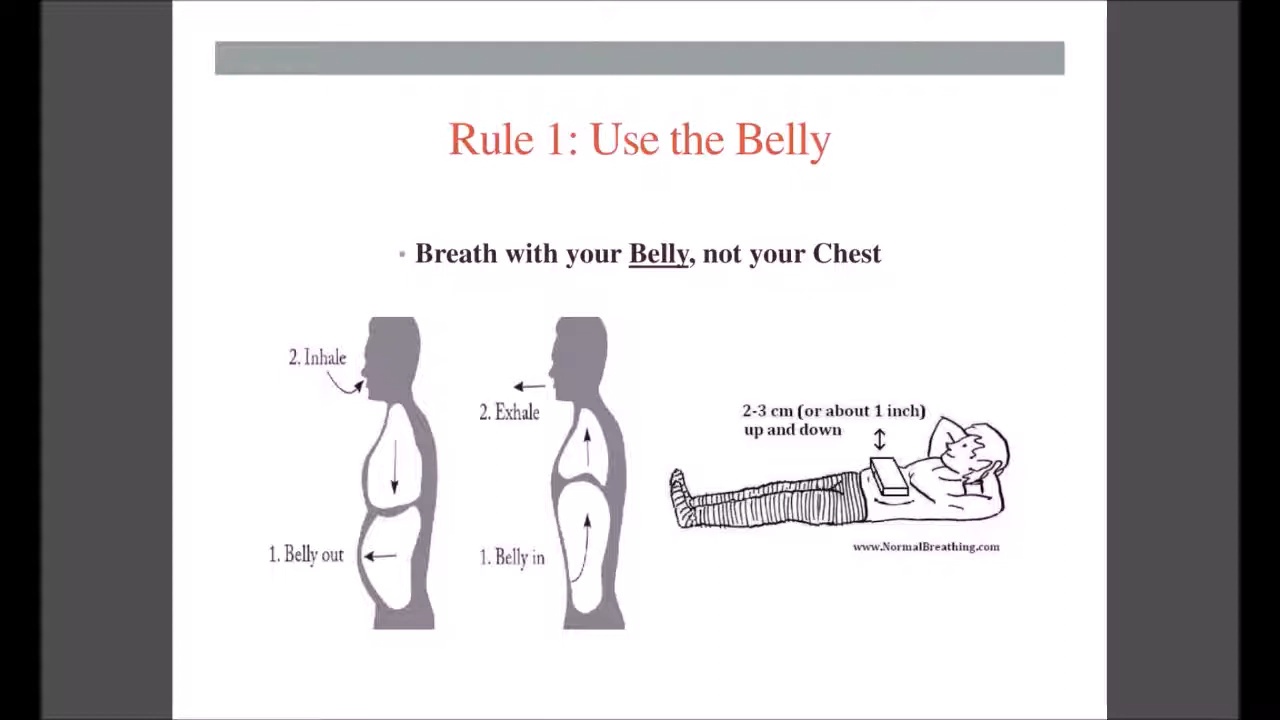 Rule 1: Use the Belly
Breath with your Belly, not your Chest
2. Inhale
1. Belly out
2. Exhale
1. Belly in
2-3 cm (or about 1 inch)
up and down
www.NormalBreathing.com